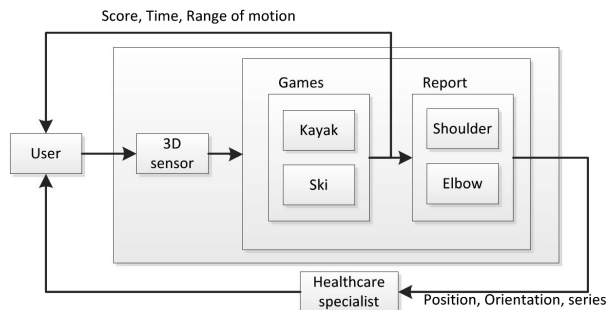 Score, Time, Range of motion
Games
Report
Kayak
Shoulder
User
3D
sensor
Ski
Elbow
Healthcare
specialist
Position, Orientation, series